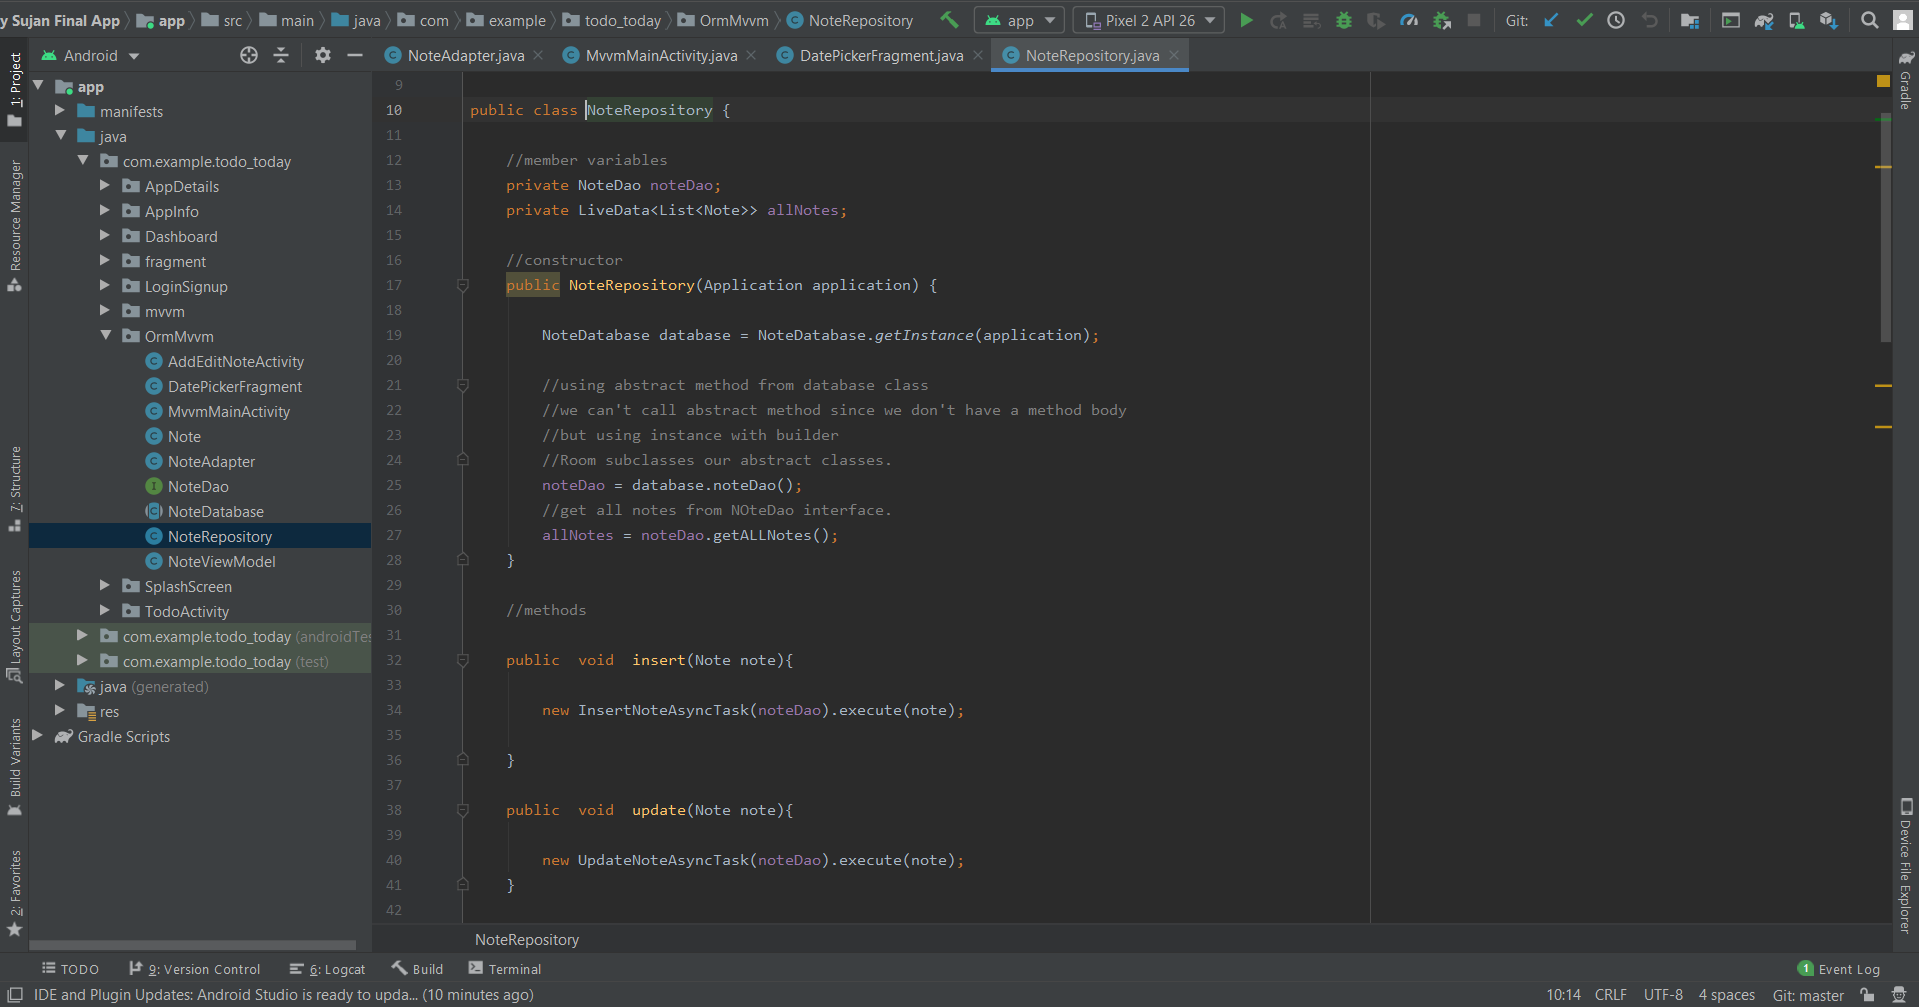 y Sujan Final App app src main java com example todo_today OrmMvvm NoteRepository app Pixel 2 API 26 Git:
Android NoteAdapter.java MvvmMainActivity.java DatePickerFragment.java NoteRepository.java
1: Project
Resource Manager
7: Structure
Layout Captures
Build Variants
2: Favorites
app
manifests
java
com.example.todo_today
AppDetails
AppInfo
Dashboard
fragment
LoginSignup
mvvm
OrmMvvm
AddEditNoteActivity
DatePickerFragment
MvvmMainActivity
Note
NoteAdapter
NoteDao
NoteDatabase
NoteRepository
NoteViewModel
SplashScreen
TodoActivity
com.example.todo_today (androidTes
com.example.todo_today (test)
java (generated)
res
Gradle Scripts
9
10 public class NoteRepository {
11
12 //member variables
13 private NoteDao noteDao;
14 private LiveData<List<Note>> allNotes;
15
16 //constructor
17 public NoteRepository(Application application) {
18
19 NoteDatabase database = NoteDatabase.getInstance(application);
20
21 //using abstract method from database class
22 //we can't call abstract method since we don't have a method body
23 //but using instance with builder
24 //Room subclasses our abstract classes.
25 noteDao = database.noteDao();
26 //get all notes from NOteDao interface.
27 allNotes = noteDao.getALLNotes();
28 }
29
30 //methods
31
32 public  void  insert(Note note){
33
34 new InsertNoteAsyncTask(noteDao).execute(note);
35
36 }
37
38 public  void  update(Note note){
39
40 new UpdateNoteAsyncTask(noteDao).execute(note);
41 }
42
NoteRepository
Gradle
Device File Explorer
TODO 9: Version Control 6: Logcat Build Terminal 1 Event Log
IDE and Plugin Updates: Android Studio is ready to upda... (10 minutes ago) 10:14 CRLF UTF-8 4 spaces Git: master